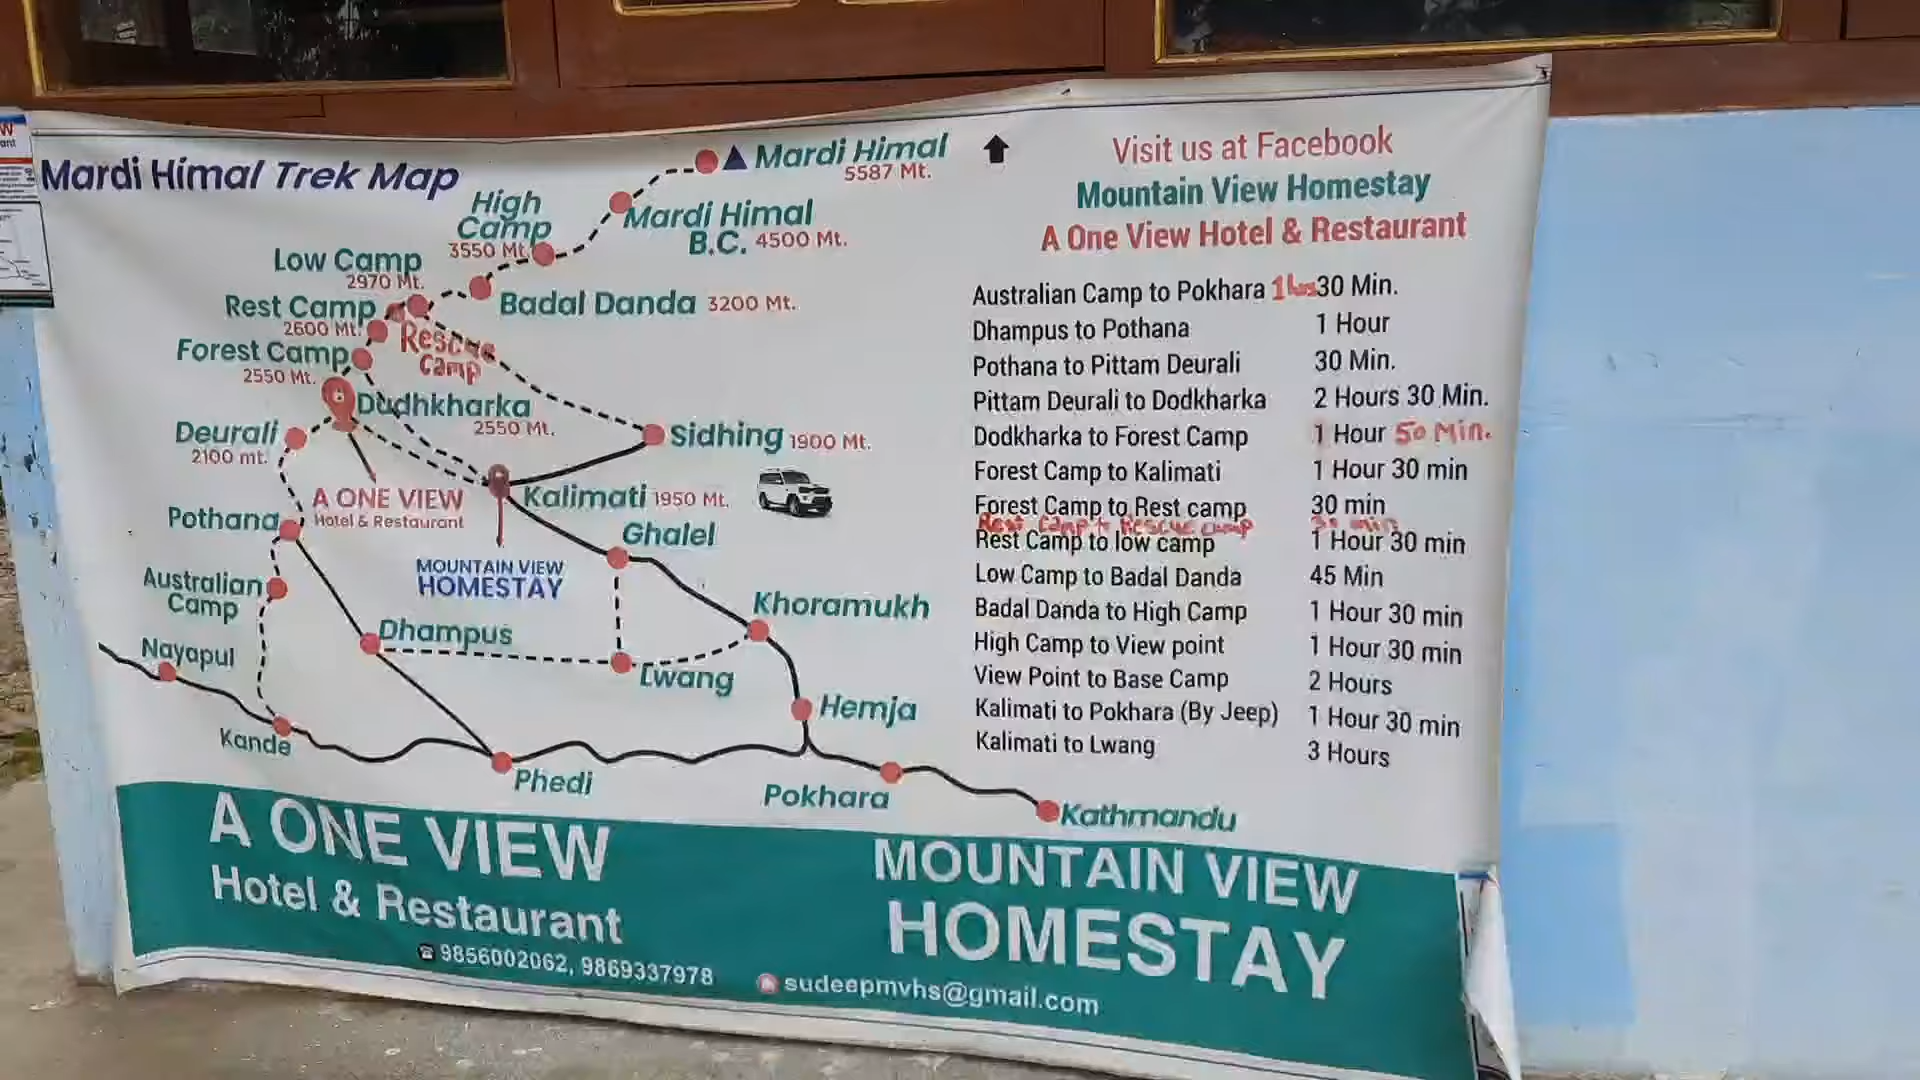 Mardi Himal Trek Map
Mardi Himal
5587 Mt.
High
Camp
3550 Mt.
Mardi Himal
B.C. 4500 Mt.
Low Camp
2970 Mt.
Badal Danda 3200 Mt.
Rest Camp
2600 Mt.
Rescue
Camp
Forest Camp
2550 Mt.
Dudhkharka
2550 Mt.
Deurali
2100 mt.
Sidhing 1900 Mt.
A ONE VIEW
Hotel & Restaurant
Kalimati 1950 Mt.
Pothana
Ghalel
MOUNTAIN VIEW
HOMESTAY
Australian
Camp
Khoramukh
Dhampus
Nayapul
Lwang
Hemja
Kande
Phedi
Pokhara
Kathmandu
Visit us at Facebook
Mountain View Homestay
A One View Hotel & Restaurant
Australian Camp to Pokhara 1 hrs 30 Min.
Dhampus to Pothana 1 Hour
Pothana to Pittam Deurali 30 Min.
Pittam Deurali to Dodkharka 2 Hours 30 Min.
Dodkharka to Forest Camp 1 Hour 50 Min.
Forest Camp to Kalimati 1 Hour 30 min
Forest Camp to Rest camp 30 min
Rest Camp to Rescue camp 30 min
Rest Camp to low camp 1 Hour 30 min
Low Camp to Badal Danda 45 Min
Badal Danda to High Camp 1 Hour 30 min
High Camp to View point 1 Hour 30 min
View Point to Base Camp 2 Hours
Kalimati to Pokhara (By Jeep) 1 Hour 30 min
Kalimati to Lwang 3 Hours
A ONE VIEW
Hotel & Restaurant
9856002062, 9869337978
MOUNTAIN VIEW
HOMESTAY
sudeepmvhs@gmail.com